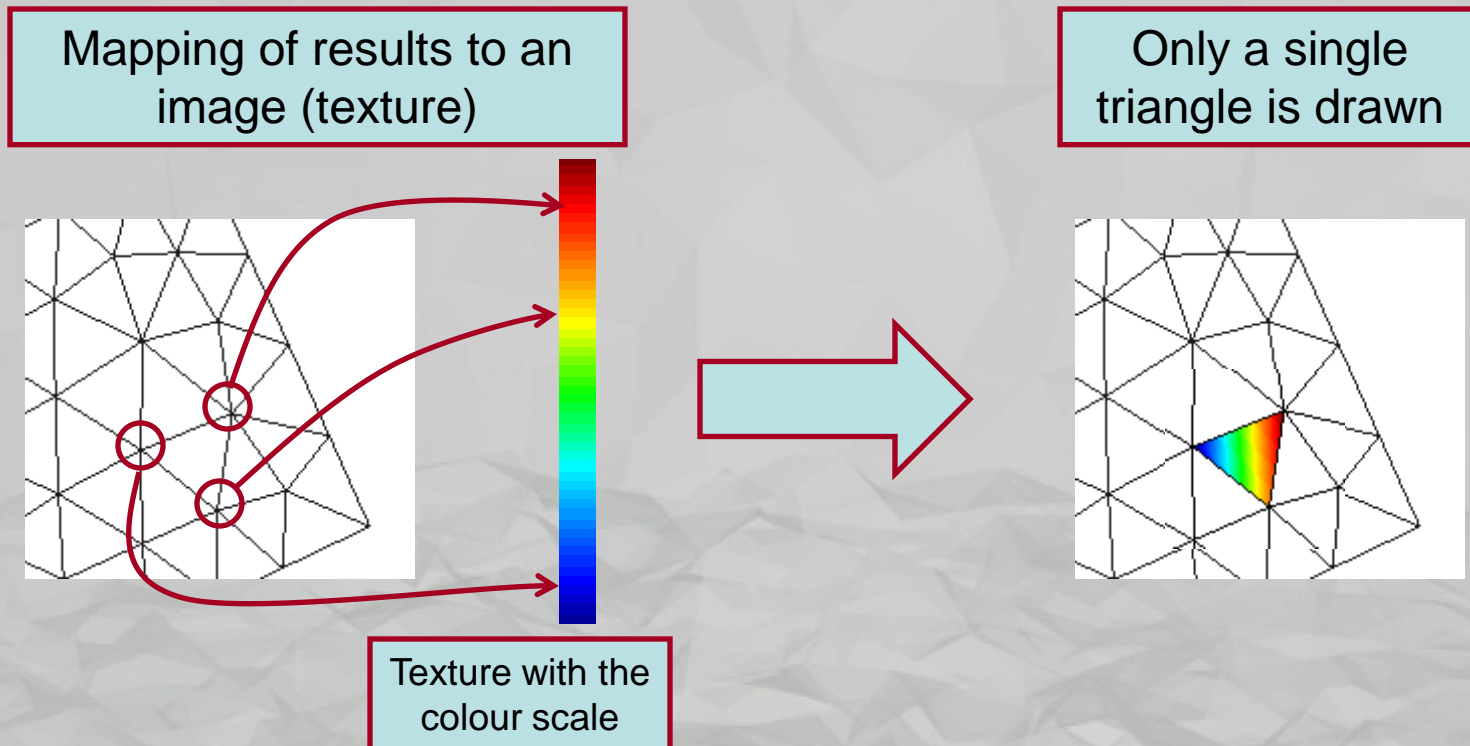 Mapping of results to an
image (texture)
Only a single
triangle is drawn
Texture with the
colour scale